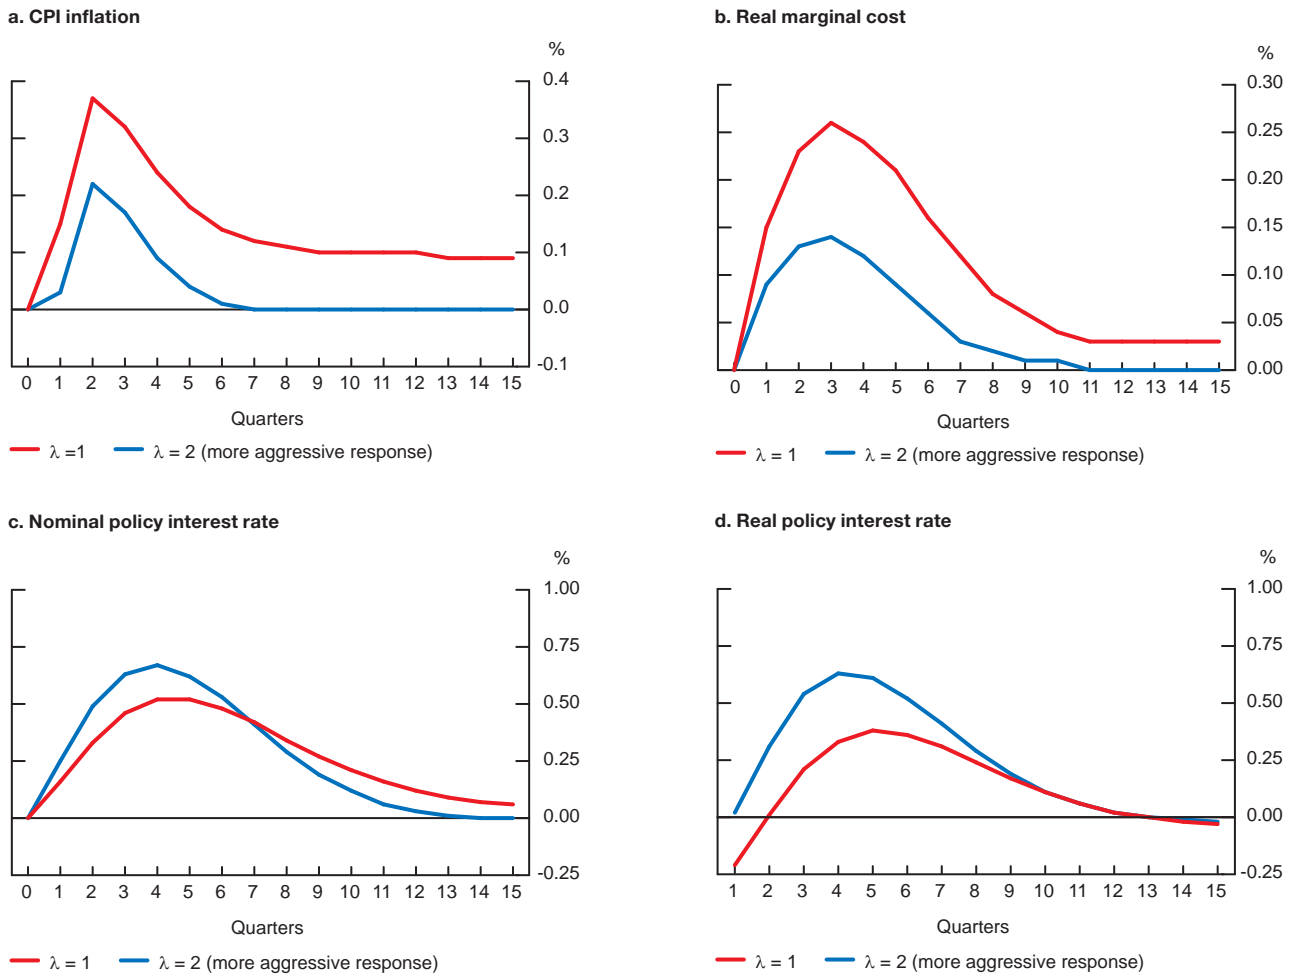 a. CPI inflation
%
0.4
0.3
0.2
0.1
0.0
-0.1
0 1 2 3 4 5 6 7 8 9 10 11 12 13 14 15
Quarters
λ =1 λ = 2 (more aggressive response)
b. Real marginal cost
%
0.30
0.25
0.20
0.15
0.10
0.05
0.00
0 1 2 3 4 5 6 7 8 9 10 11 12 13 14 15
Quarters
λ = 1 λ = 2 (more aggressive response)
c. Nominal policy interest rate
%
1.00
0.75
0.50
0.25
0.00
-0.25
0 1 2 3 4 5 6 7 8 9 10 11 12 13 14 15
Quarters
λ = 1 λ = 2 (more aggressive response)
d. Real policy interest rate
%
1.00
0.75
0.50
0.25
0.00
-0.25
1 2 3 4 5 6 7 8 9 10 11 12 13 14 15
Quarters
λ = 1 λ = 2 (more aggressive response)